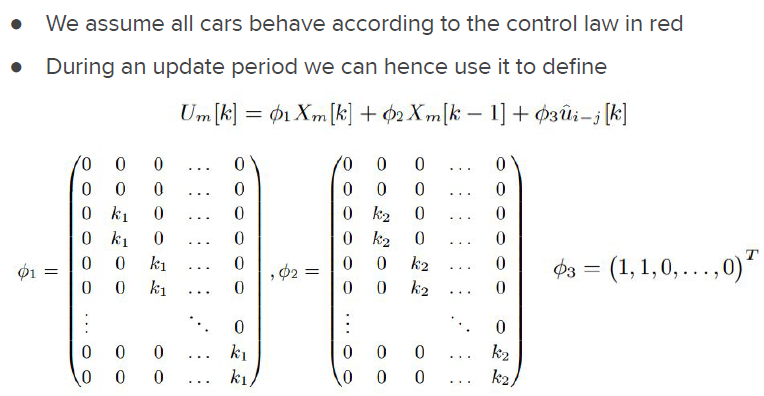 ● We assume all cars behave according to the control law in red
● During an update period we can hence use it to define
U_m[k] = ϕ_1 X_m[k] + ϕ_2 X_m[k − 1] + ϕ_3 û_{i−j}[k]
ϕ_1 = ( 0 0 0 … 0
0 0 0 … 0
0 k_1 0 … 0
0 k_1 0 … 0
0 0 k_1 … 0
0 0 k_1 … 0
⋮ ⋱ 0
0 0 0 … k_1
0 0 0 … k_1 )
, ϕ_2 = ( 0 0 0 … 0
0 0 0 … 0
0 k_2 0 … 0
0 k_2 0 … 0
0 0 k_2 … 0
0 0 k_2 … 0
⋮ ⋱ 0
0 0 0 … k_2
0 0 0 … k_2 )
ϕ_3 = (1, 1, 0, …, 0)^T